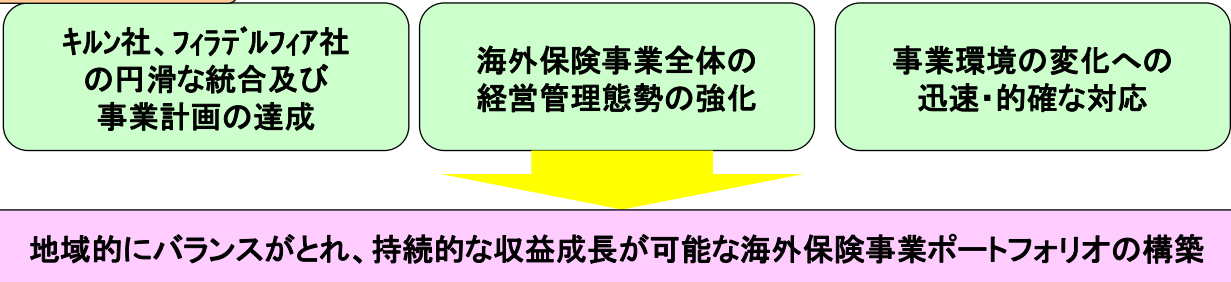 キルン社、フィラデルフィア社
の円滑な統合及び
事業計画の達成
海外保険事業全体の
経営管理態勢の強化
事業環境の変化への
迅速・的確な対応
地域的にバランスがとれ、持続的な収益成長が可能な海外保険事業ポートフォリオの構築